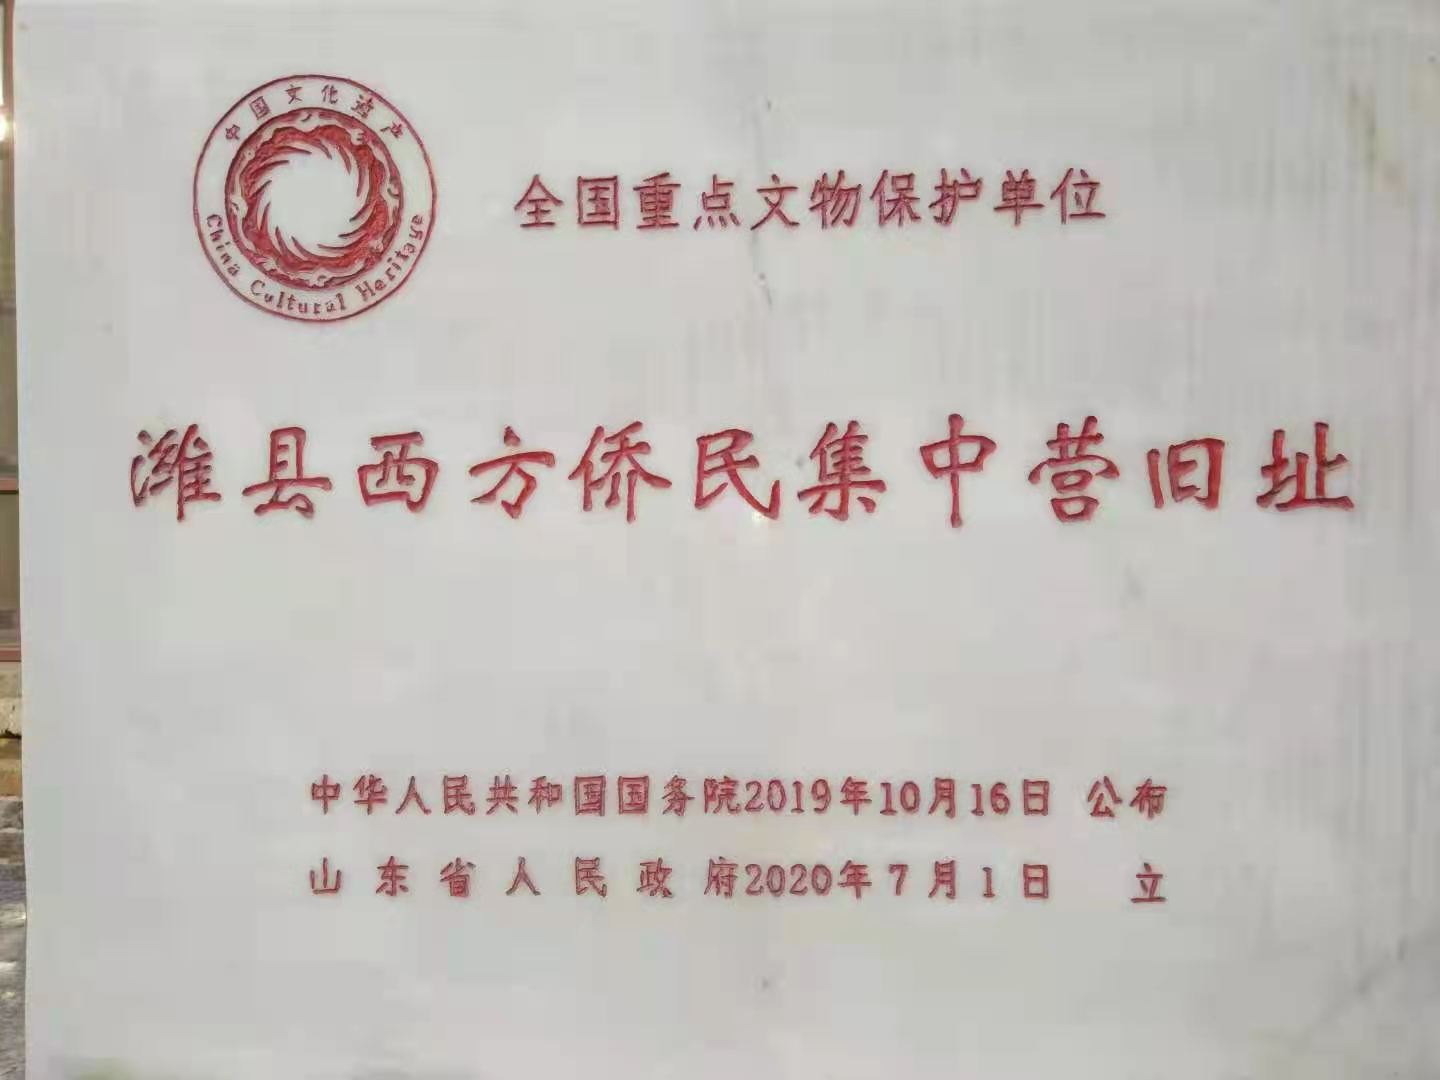 中国文化遗产
China Cultural Heritage
全国重点文物保护单位
潍县西方侨民集中营旧址
中华人民共和国国务院2019年10月16日 公布
山东省人民政府2020年7月1日 立